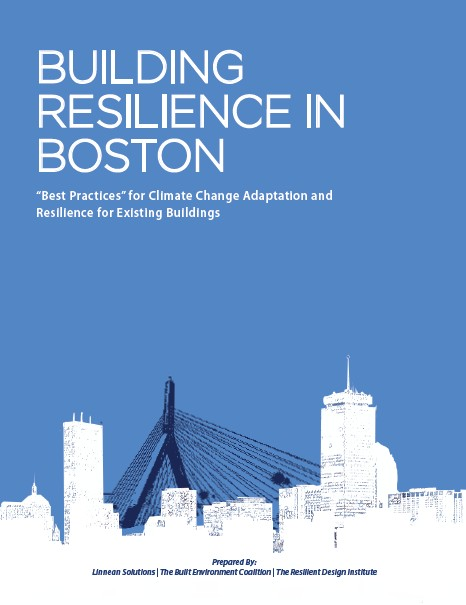 BUILDING
RESILIENCE IN
BOSTON
“Best Practices” for Climate Change Adaptation and
Resilience for Existing Buildings
Prepared By:
Linnean Solutions | The Built Environment Coalition | The Resilient Design Institute